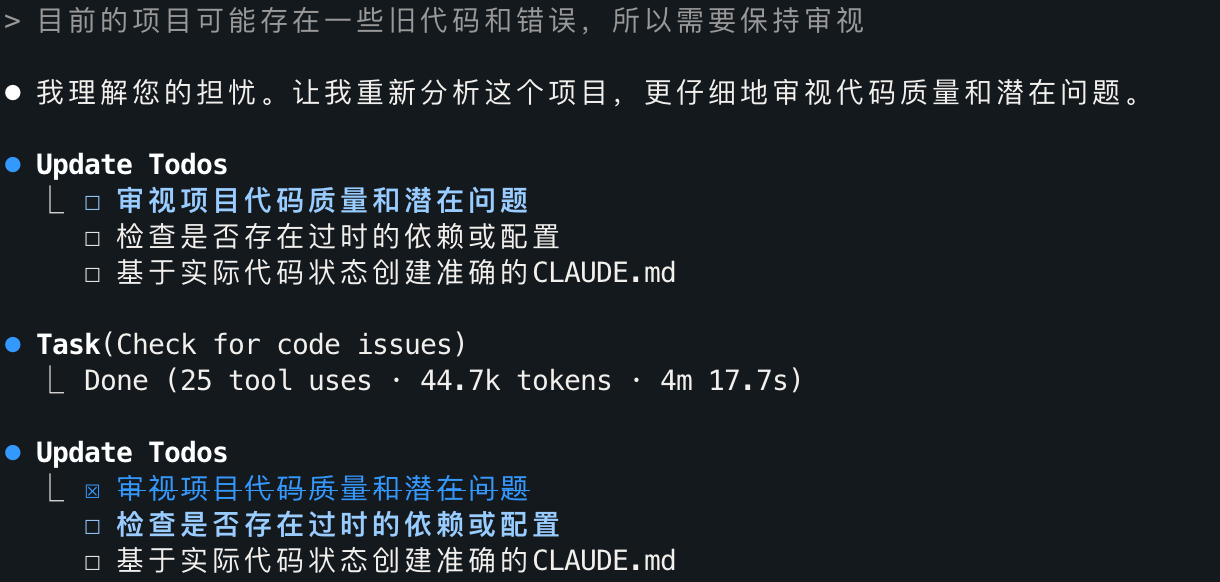 > 目前的项目可能存在一些旧代码和错误，所以需要保持审视
● 我理解您的担忧。让我重新分析这个项目，更仔细地审视代码质量和潜在问题。
● Update Todos
⎿ ☐ 审视项目代码质量和潜在问题
☐ 检查是否存在过时的依赖或配置
☐ 基于实际代码状态创建准确的CLAUDE.md
● Task(Check for code issues)
⎿ Done (25 tool uses · 44.7k tokens · 4m 17.7s)
● Update Todos
⎿ ☒ 审视项目代码质量和潜在问题
☐ 检查是否存在过时的依赖或配置
☐ 基于实际代码状态创建准确的CLAUDE.md